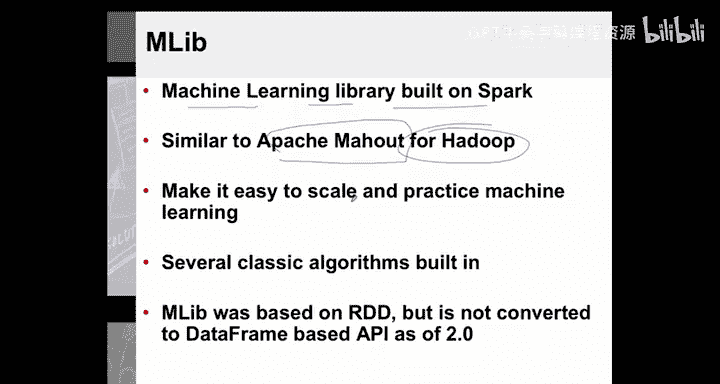 MLib
• Machine Learning library built on Spark
• Similar to Apache Mahout for Hadoop
• Make it easy to scale and practice machine
learning
• Several classic algorithms built in
• MLib was based on RDD, but is not converted
to DataFrame based API as of 2.0
bilibili